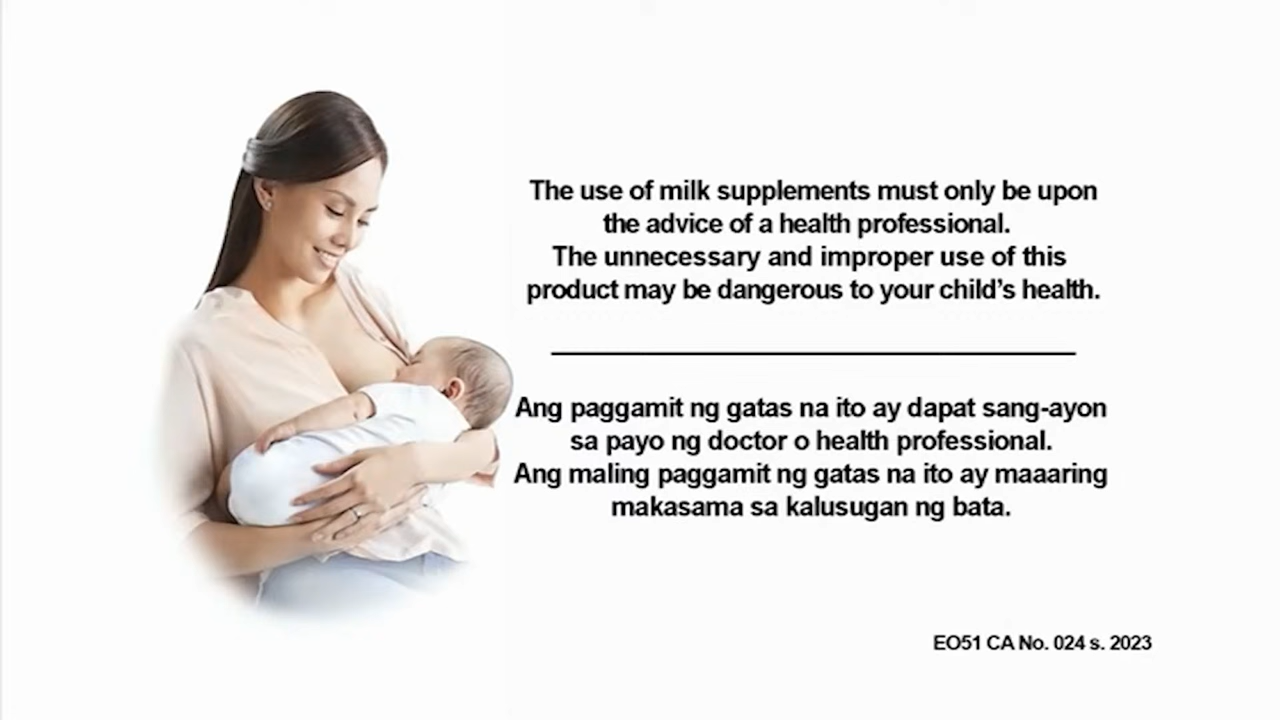 The use of milk supplements must only be upon
the advice of a health professional.
The unnecessary and improper use of this
product may be dangerous to your child’s health.
Ang paggamit ng gatas na ito ay dapat sang-ayon
sa payo ng doctor o health professional.
Ang maling paggamit ng gatas na ito ay maaaring
makasama sa kalusugan ng bata.
EO51 CA No. 024 s. 2023